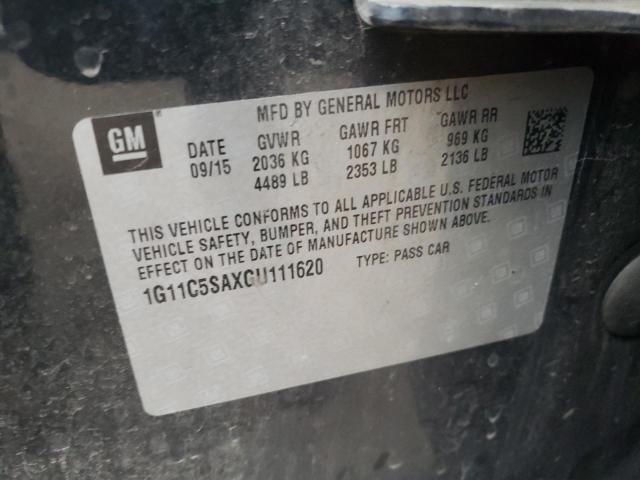 MFD BY GENERAL MOTORS LLC
GM
DATE GVWR GAWR FRT GAWR RR
09/15 2036 KG 1067 KG 969 KG
4489 LB 2353 LB 2136 LB
THIS VEHICLE CONFORMS TO ALL APPLICABLE U.S. FEDERAL MOTOR
VEHICLE SAFETY, BUMPER, AND THEFT PREVENTION STANDARDS IN
EFFECT ON THE DATE OF MANUFACTURE SHOWN ABOVE.
1G11C5SAXGU111620 TYPE: PASS CAR